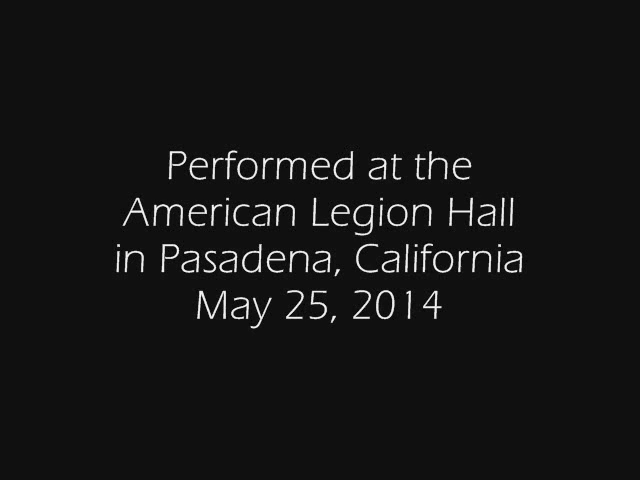 Performed at the
American Legion Hall
in Pasadena, California
May 25, 2014